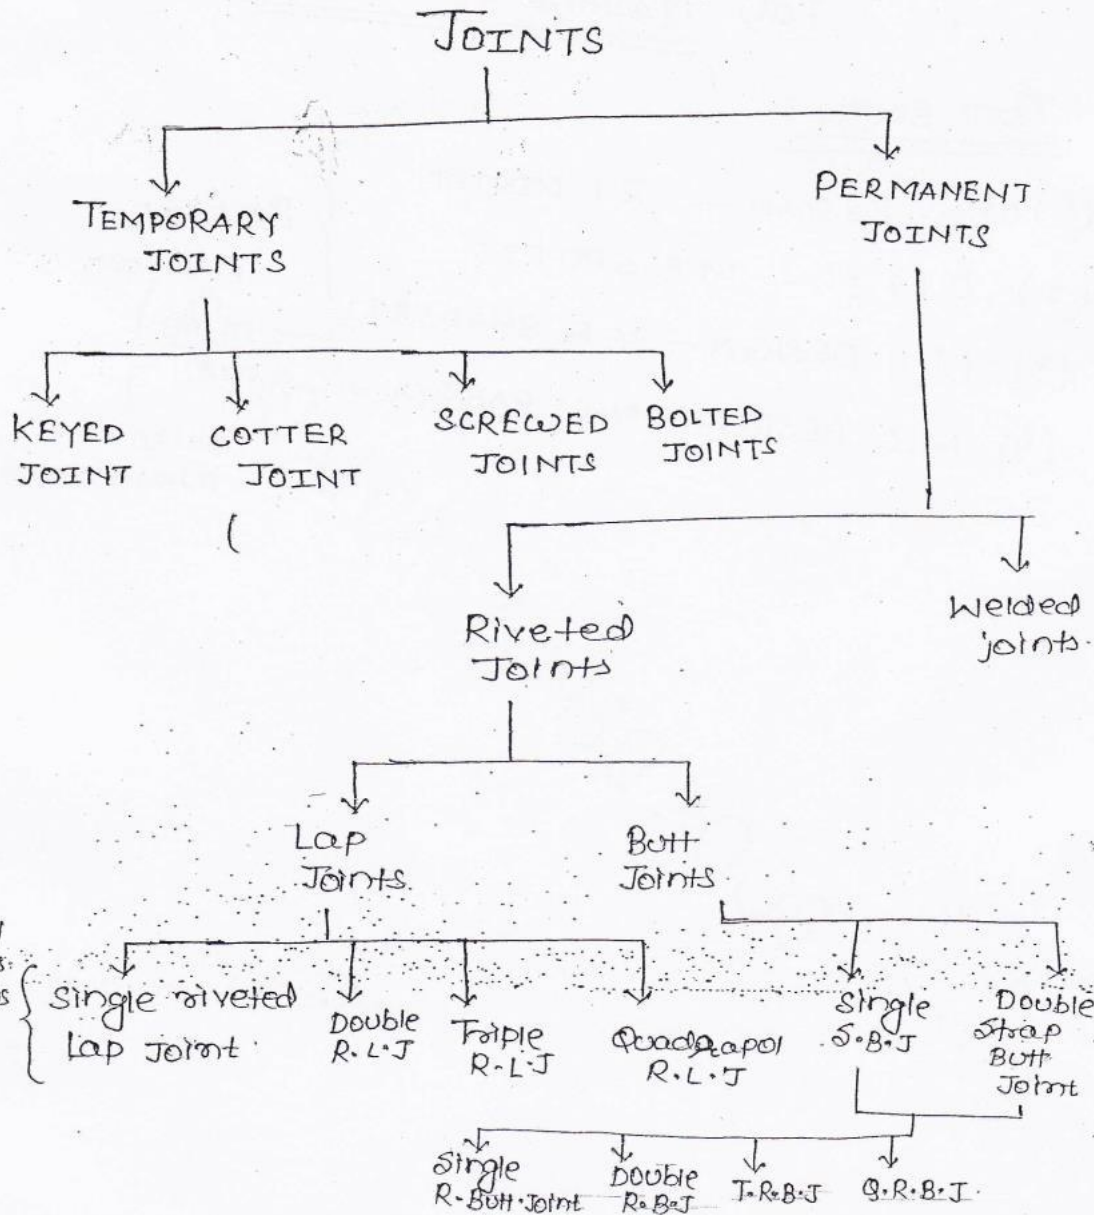 JOINTS
TEMPORARY
JOINTS
PERMANENT
JOINTS
KEYED
JOINT
COTTER
JOINT
SCREWED
JOINTS
BOLTED
JOINTS
(
Riveted
Joints
Welded
joints.
Lap
Joints.
Butt
Joints.
Single riveted
Lap Joint.
Double
R.L.J
Triple
R.L.J
R.L.J
Single
S.B.J
Double
Strap
Butt
Joint
Single
R.Butt.Joint
Double
R.B.J
T.R.B.J
Q.R.B.J.